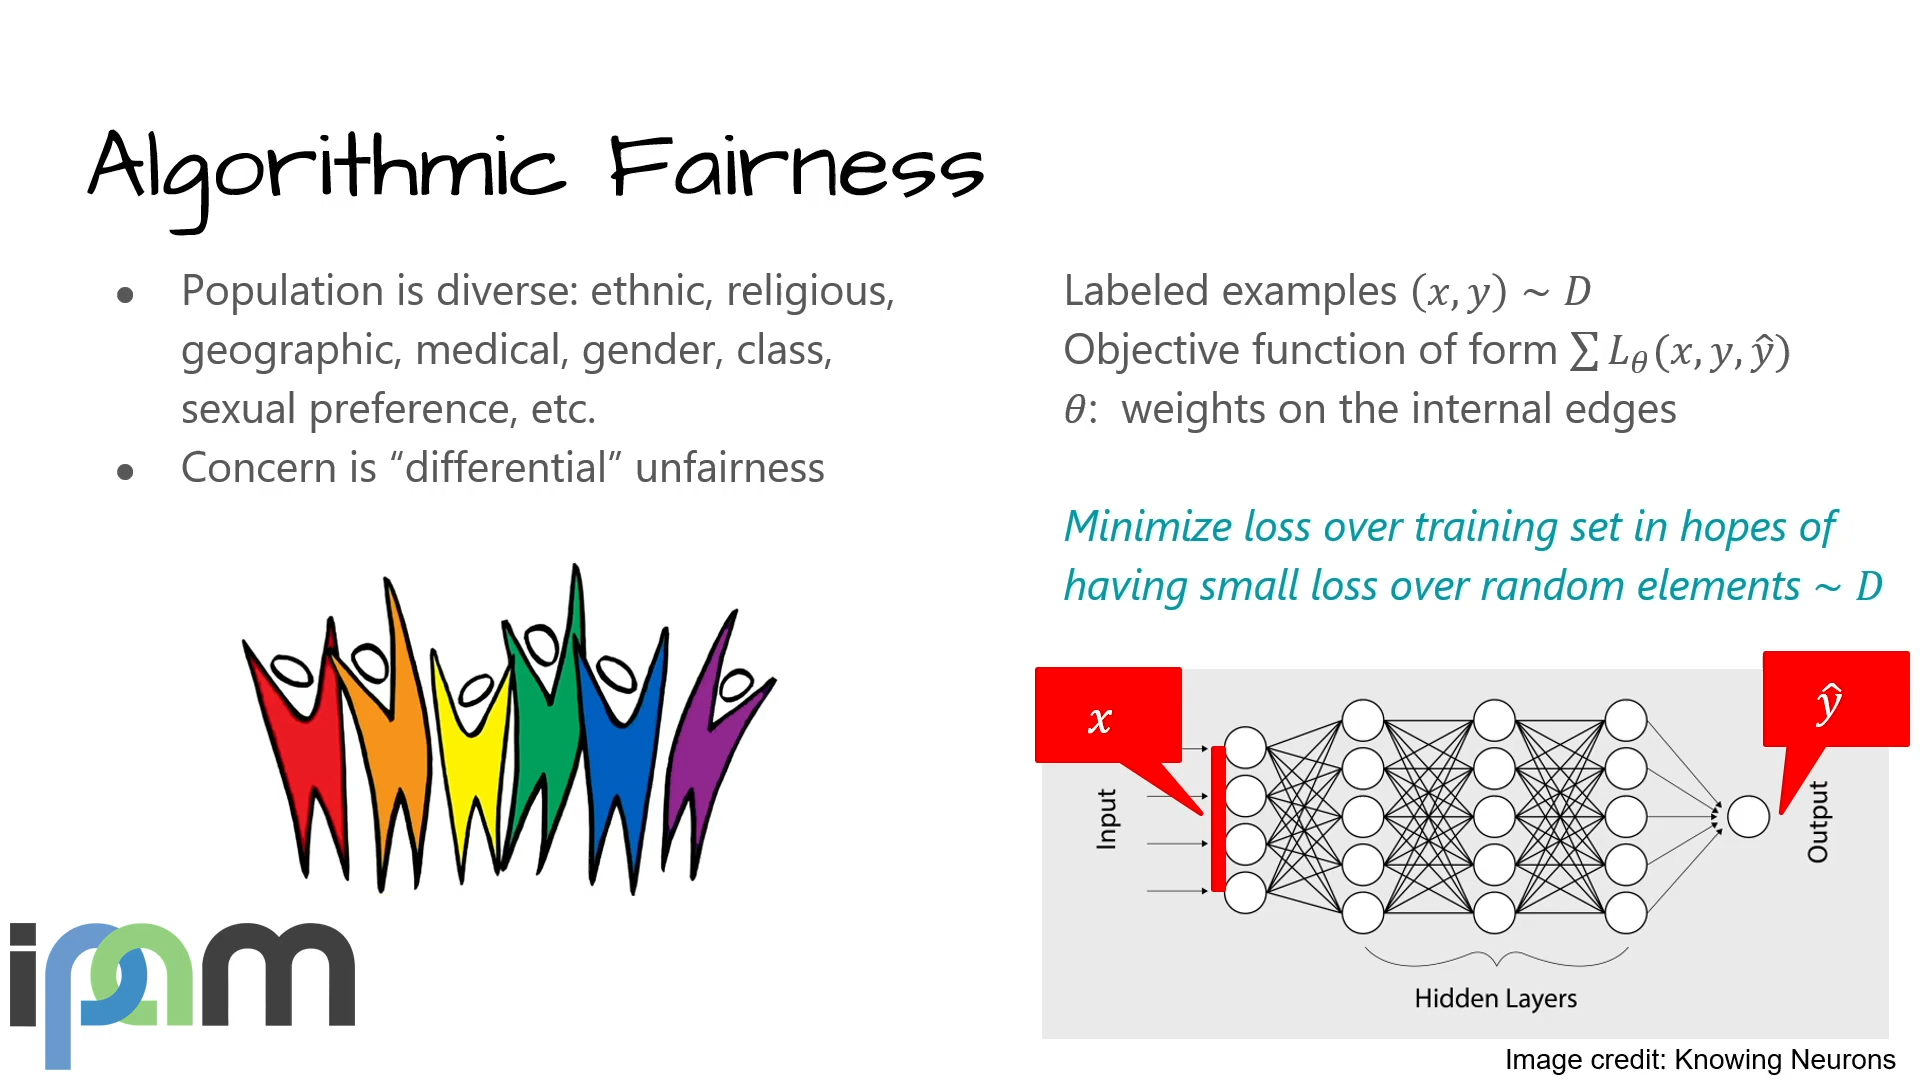 Algorithmic Fairness
● Population is diverse: ethnic, religious,
geographic, medical, gender, class,
sexual preference, etc.
● Concern is “differential” unfairness
Labeled examples (x, y) ~ D
Objective function of form ∑ L_θ(x, y, ŷ)
θ: weights on the internal edges
Minimize loss over training set in hopes of
having small loss over random elements ~ D
x
ŷ
Input
Output
Hidden Layers
ipam
Image credit: Knowing Neurons